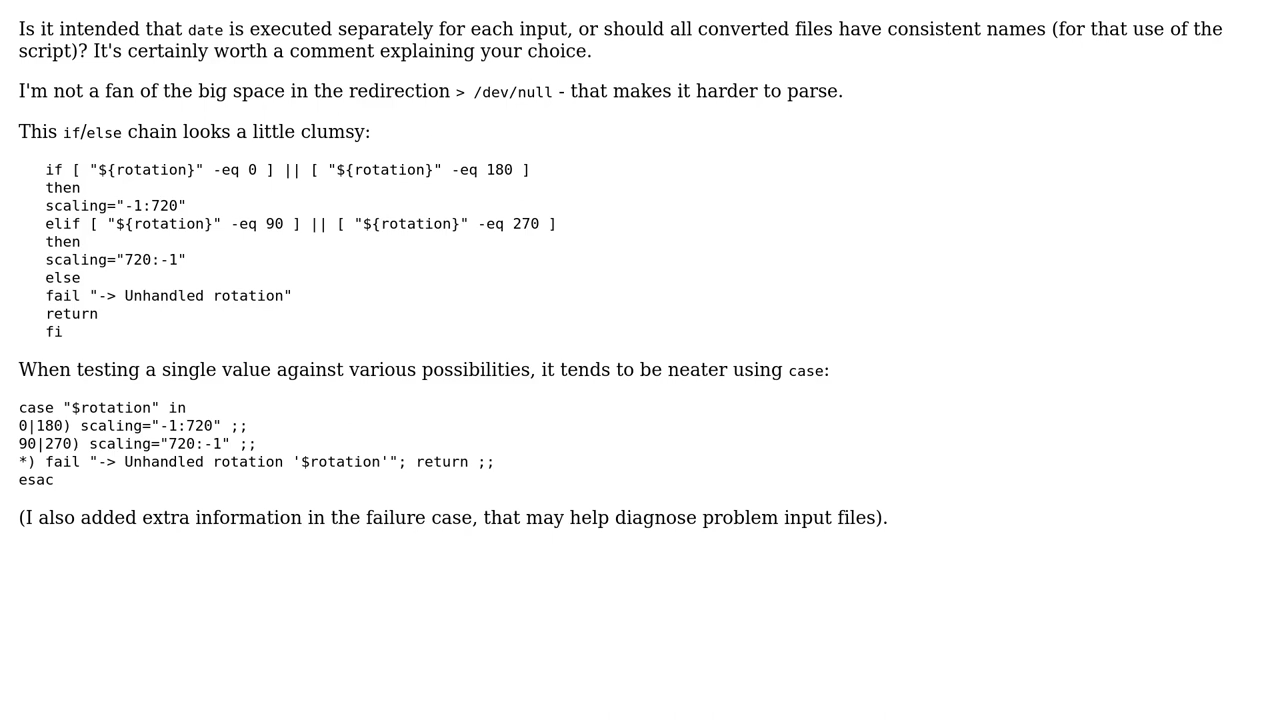 Is it intended that date is executed separately for each input, or should all converted files have consistent names (for that use of the
script)? It's certainly worth a comment explaining your choice.
I'm not a fan of the big space in the redirection > /dev/null - that makes it harder to parse.
This if/else chain looks a little clumsy:
if [ "${rotation}" -eq 0 ] || [ "${rotation}" -eq 180 ]
then
scaling="-1:720"
elif [ "${rotation}" -eq 90 ] || [ "${rotation}" -eq 270 ]
then
scaling="720:-1"
else
fail "-> Unhandled rotation"
return
fi
When testing a single value against various possibilities, it tends to be neater using case:
case "$rotation" in
0|180) scaling="-1:720" ;;
90|270) scaling="720:-1" ;;
*) fail "-> Unhandled rotation '$rotation'"; return ;;
esac
(I also added extra information in the failure case, that may help diagnose problem input files).